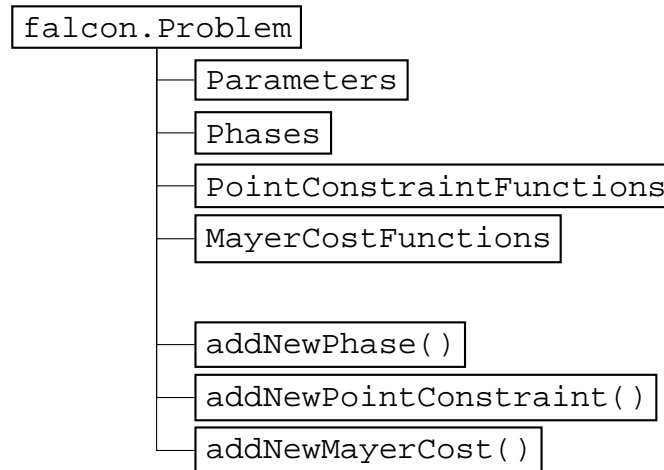 falcon.Problem
Parameters
Phases
PointConstraintFunctions
MayerCostFunctions
addNewPhase()
addNewPointConstraint()
addNewMayerCost()